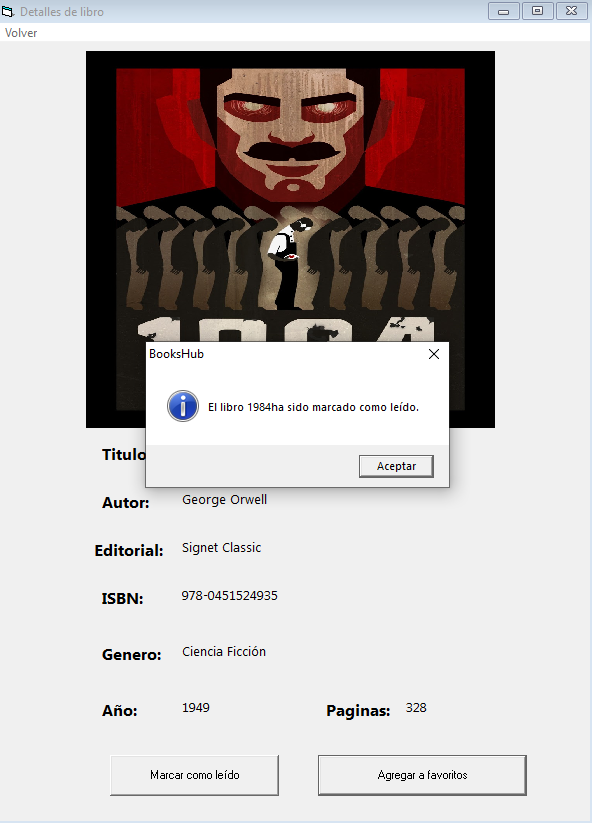 Detalles de libro
Volver
BooksHub
El libro 1984ha sido marcado como leído.
Aceptar
Titulo
Autor: George Orwell
Editorial: Signet Classic
ISBN: 978-0451524935
Genero: Ciencia Ficción
Año: 1949 Paginas: 328
Marcar como leído Agregar a favoritos